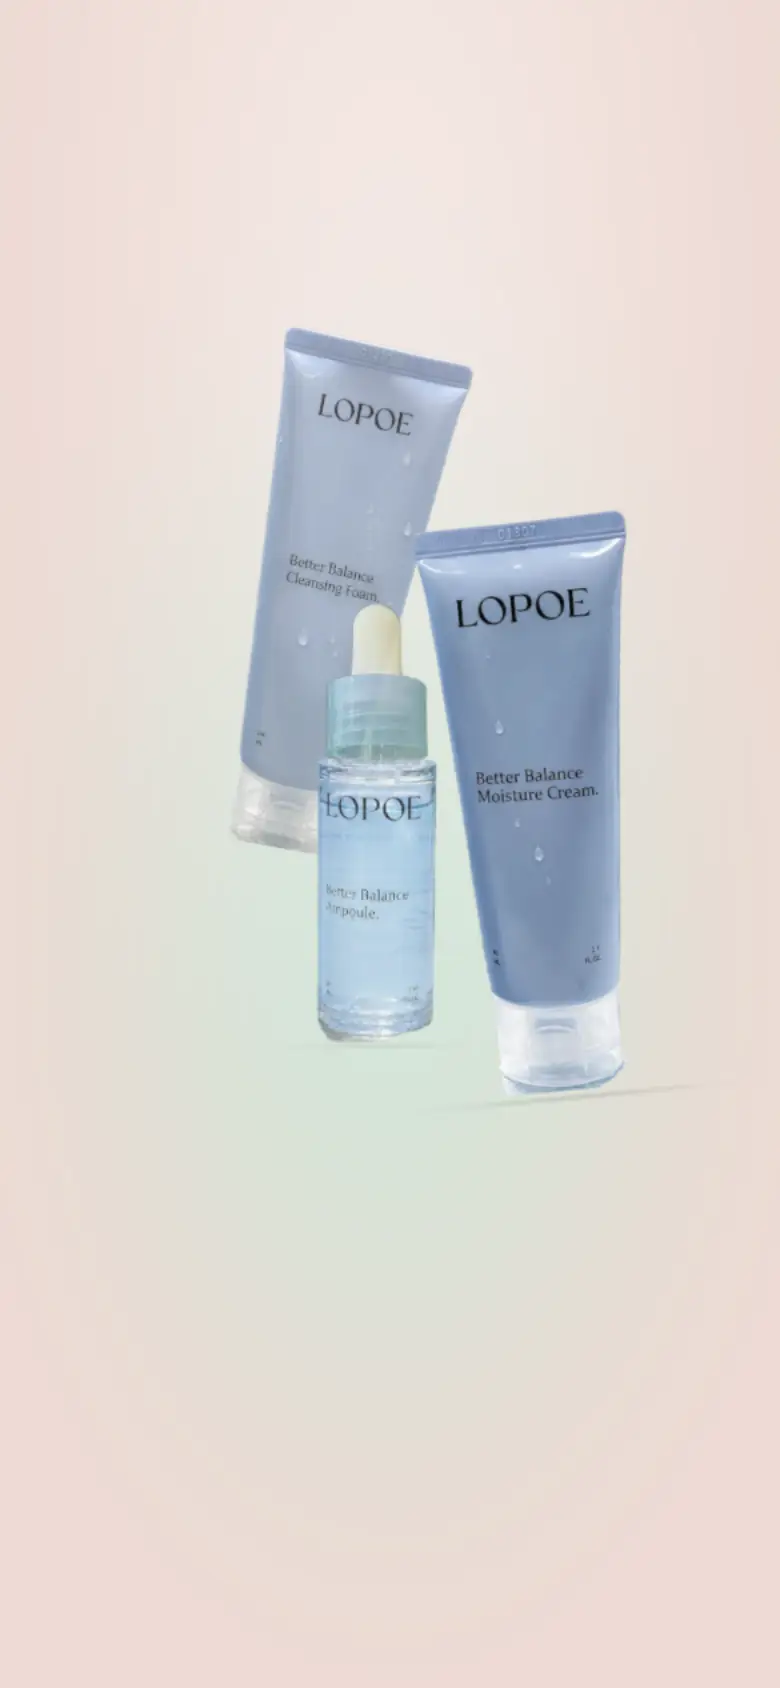 LOPOE
Better Balance
Cleansing Foam.
LOPOE
Better Balance
Moisture Cream.
LOPOE
Better Balance
Ampoule.